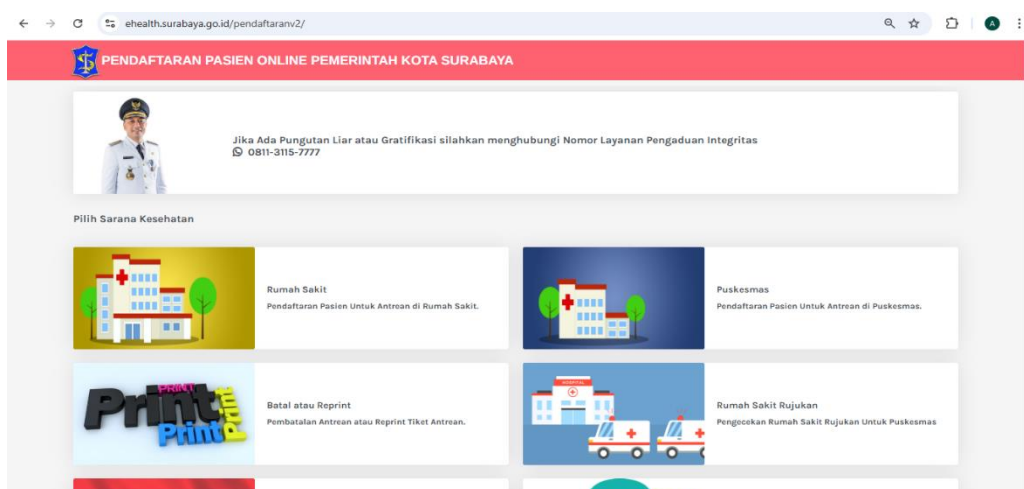 ehealth.surabaya.go.id/pendaftaranv2/
A
PENDAFTARAN PASIEN ONLINE PEMERINTAH KOTA SURABAYA
Jika Ada Pungutan Liar atau Gratifikasi silahkan menghubungi Nomor Layanan Pengaduan Integritas
0811-3115-7777
Pilih Sarana Kesehatan
Rumah Sakit
Pendaftaran Pasien Untuk Antrean di Rumah Sakit.
Puskesmas
Pendaftaran Pasien Untuk Antrean di Puskesmas.
PRINT
Print
Print
Print
Batal atau Reprint
Pembatalan Antrean atau Reprint Tiket Antrean.
HOSPITAL
Rumah Sakit Rujukan
Pengecekan Rumah Sakit Rujukan Untuk Puskesmas